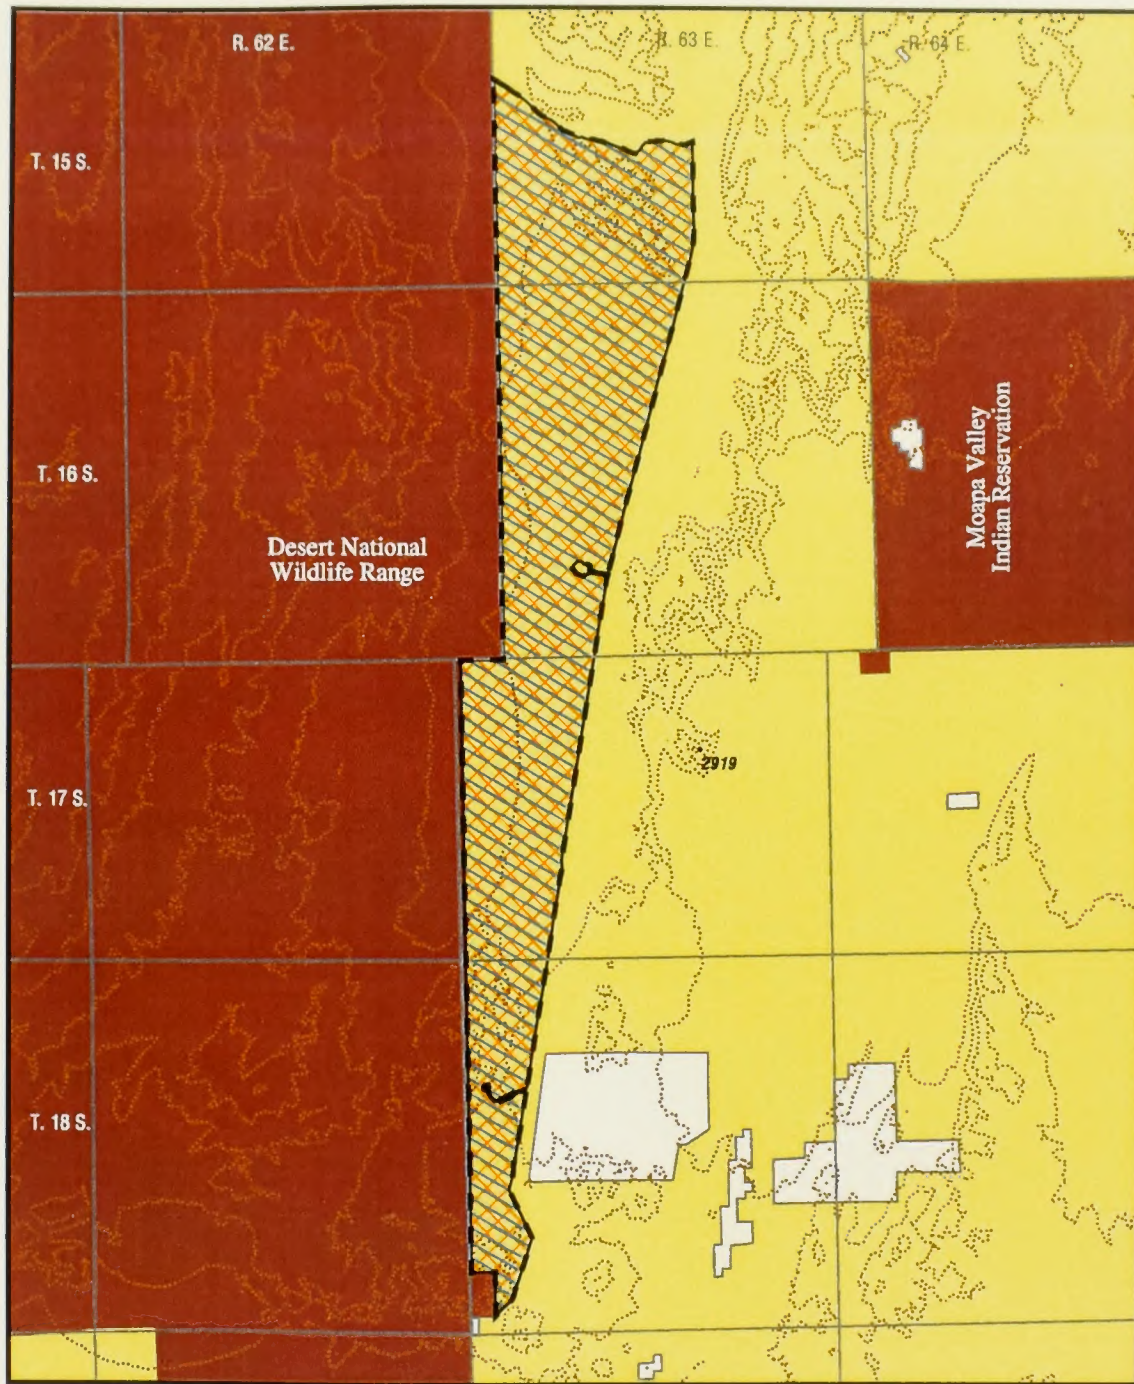 R. 62 E.
R. 63 E.
R. 64 E.
T. 15 S.
T. 16 S.
Desert National
Wildlife Range
Moapa Valley
Indian Reservation
2919
T. 17 S.
T. 18 S.